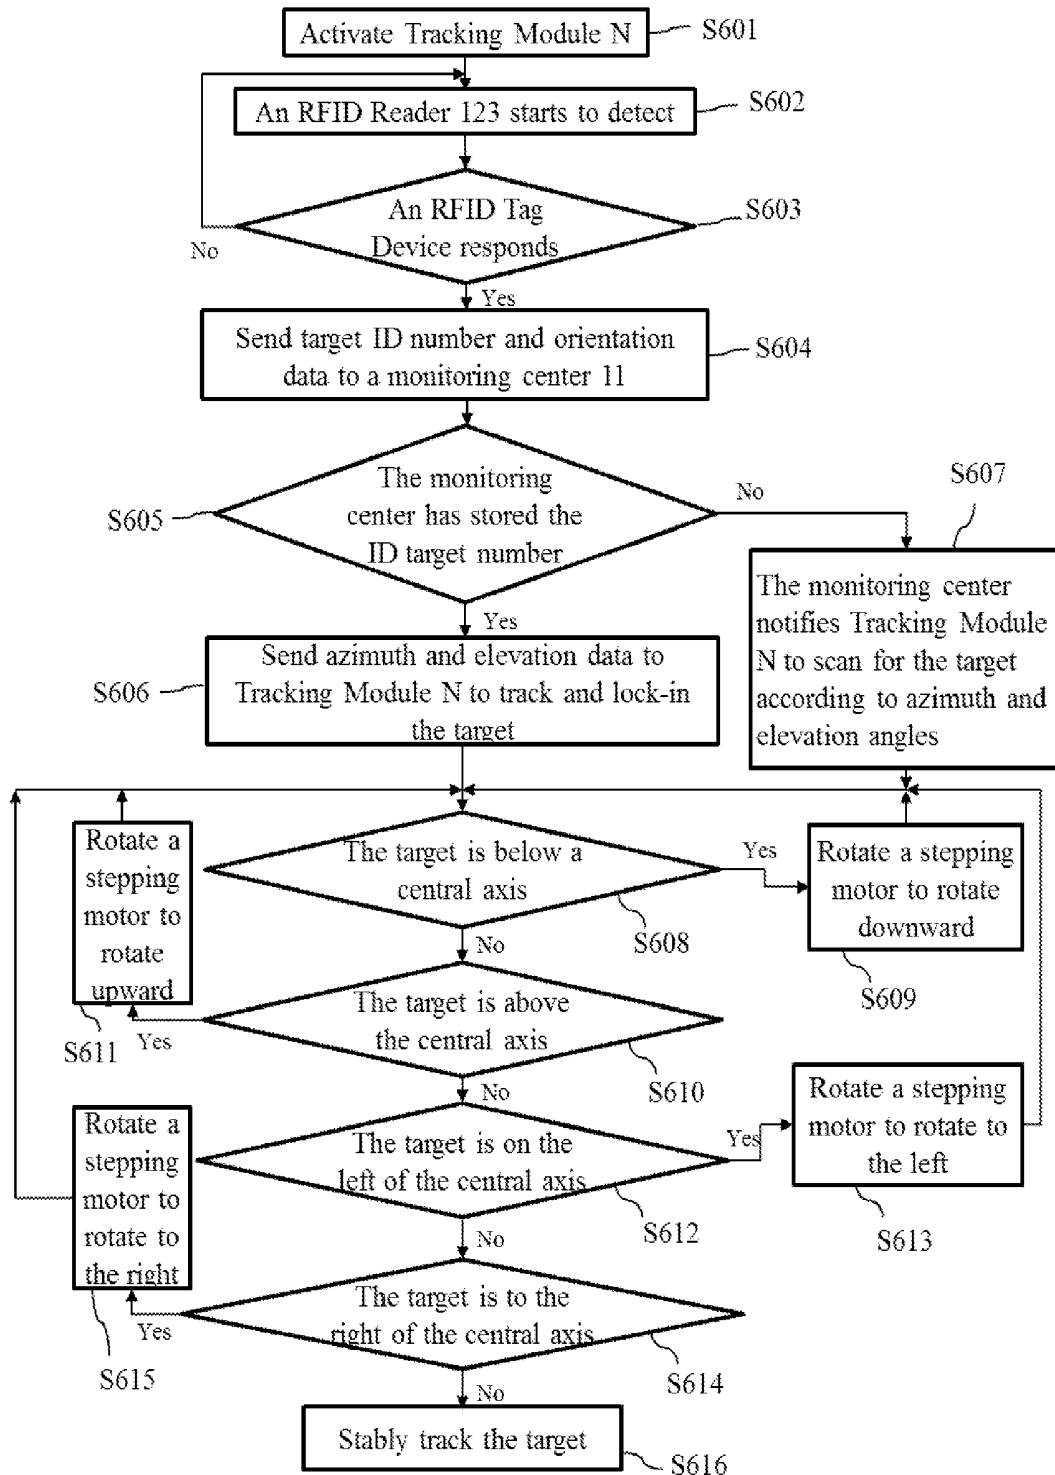 Activate Tracking Module N
S601
An RFID Reader 123 starts to detect
S602
An RFID Tag
Device responds
S603
No
Yes
Send target ID number and orientation
data to a monitoring center 11
S604
The monitoring
center has stored the
ID target number
S605
No
S607
Yes
The monitoring center
notifies Tracking Module
N to scan for the target
according to azimuth and
elevation angles
Send azimuth and elevation data to
Tracking Module N to track and lock-in
the target
S606
Rotate a
stepping
motor to
rotate
upward
The target is below a
central axis
Yes
Rotate a stepping
motor to rotate
downward
S608
No
S609
The target is above
the central axis
Yes
S611
S610
No
Rotate a stepping
motor to rotate to
the left
Rotate a
stepping
motor to
rotate to
the right
The target is on the
left of the central axis
Yes
S612
S613
No
The target is to the
right of the central axis
Yes
S615
S614
No
Stably track the target
S616